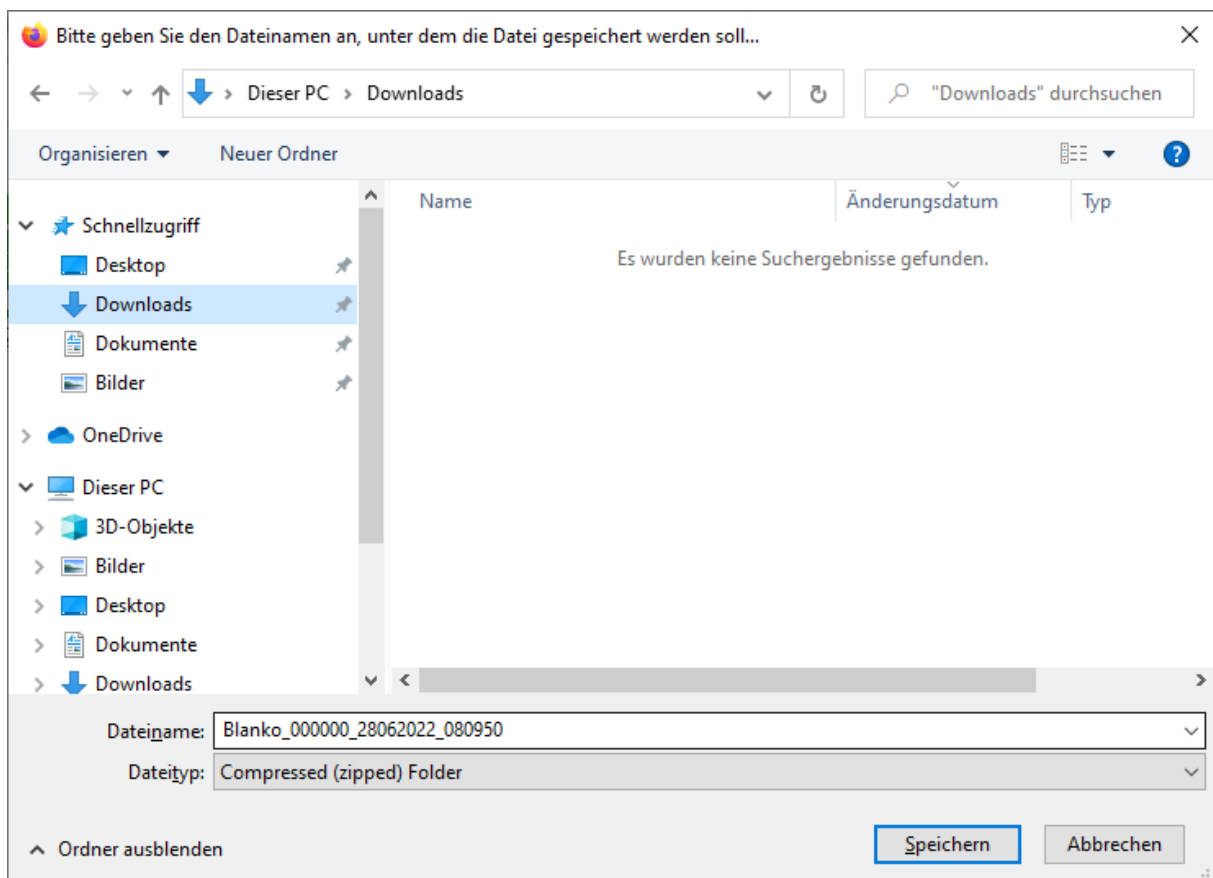 Bitte geben Sie den Dateinamen an, unter dem die Datei gespeichert werden soll...
Dieser PC > Downloads
"Downloads" durchsuchen
Organisieren
Neuer Ordner
Name
Änderungsdatum
Typ
Es wurden keine Suchergebnisse gefunden.
Schnellzugriff
Desktop
Downloads
Dokumente
Bilder
OneDrive
Dieser PC
3D-Objekte
Bilder
Desktop
Dokumente
Downloads
Dateiname: Blanko_000000_28062022_080950
Dateityp: Compressed (zipped) Folder
Ordner ausblenden
Speichern
Abbrechen